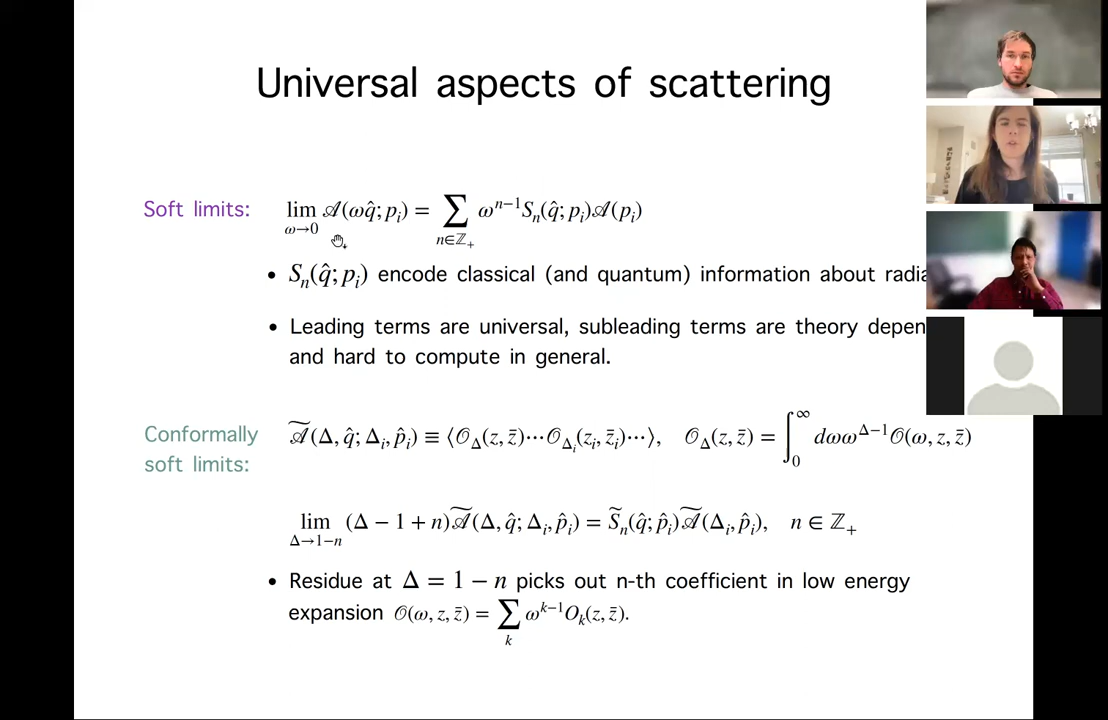 Universal aspects of scattering
Soft limits: lim_{ω→0} 𝒜(ωq̂; p_i) = ∑_{n∈ℤ_+} ω^{n−1} S_n(q̂; p_i) 𝒜(p_i)
• S_n(q̂; p_i) encode classical (and quantum) information about radia
• Leading terms are universal, subleading terms are theory depen
and hard to compute in general.
Conformally soft limits: 𝒜̃(Δ, q̂; Δ_i, p̂_i) ≡ ⟨𝒪_Δ(z, z̄)⋯𝒪_{Δ_i}(z_i, z̄_i)⋯⟩, 𝒪_Δ(z, z̄) = ∫_0^∞ dωω^{Δ−1}𝒪(ω, z, z̄)
lim_{Δ→1−n} (Δ − 1 + n)𝒜̃(Δ, q̂; Δ_i, p̂_i) = S̃_n(q̂; p̂_i)𝒜̃(Δ_i, p̂_i), n ∈ ℤ_+
• Residue at Δ = 1 − n picks out n-th coefficient in low energy
expansion 𝒪(ω, z, z̄) = ∑_k ω^{k−1}O_k(z, z̄).